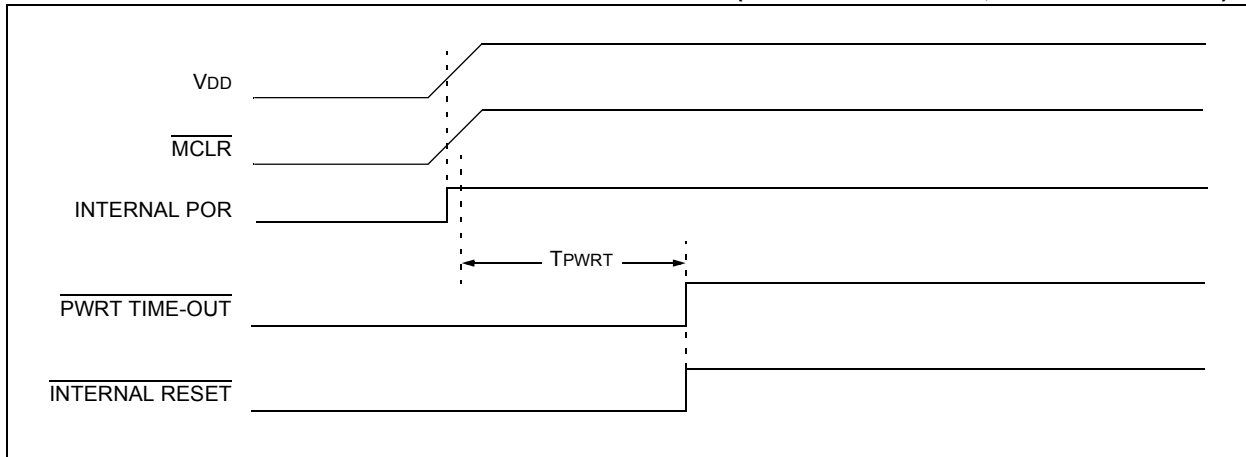 VDD
MCLR
INTERNAL POR
TPWRT
PWRT TIME-OUT
INTERNAL RESET